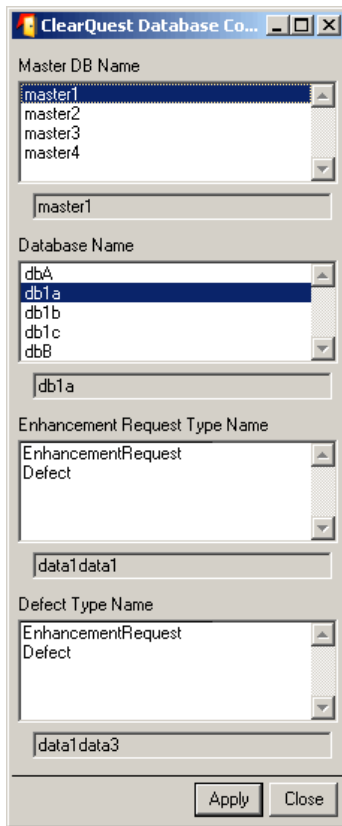 ClearQuest Database Co...
Master DB Name
master1
master2
master3
master4
master1
Database Name
dbA
db1a
db1b
db1c
dbB
db1a
Enhancement Request Type Name
EnhancementRequest
Defect
data1data1
Defect Type Name
EnhancementRequest
Defect
data1data3
Apply Close